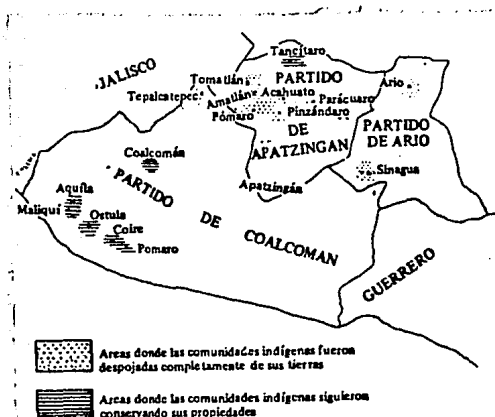 JALISCO
Tancítaro
Tomatlán
PARTIDO
Ario
Tepalcatepec
Acahuato
Amatlán
Parácuaro
Pómaro
Pinzándaro
PARTIDO
DE ARIO
DE
APATZINGAN
Coalcomán
Sinagua
Apatzingán
Aquila
PARTIDO
DE
COALCOMAN
Maliquí
Ostula
Coire
Pomaro
GUERRERO
Areas donde las comunidades indígenas fueron
despojadas completamente de sus tierras
Areas donde las comunidades indígenas siguieron
conservando sus propiedades